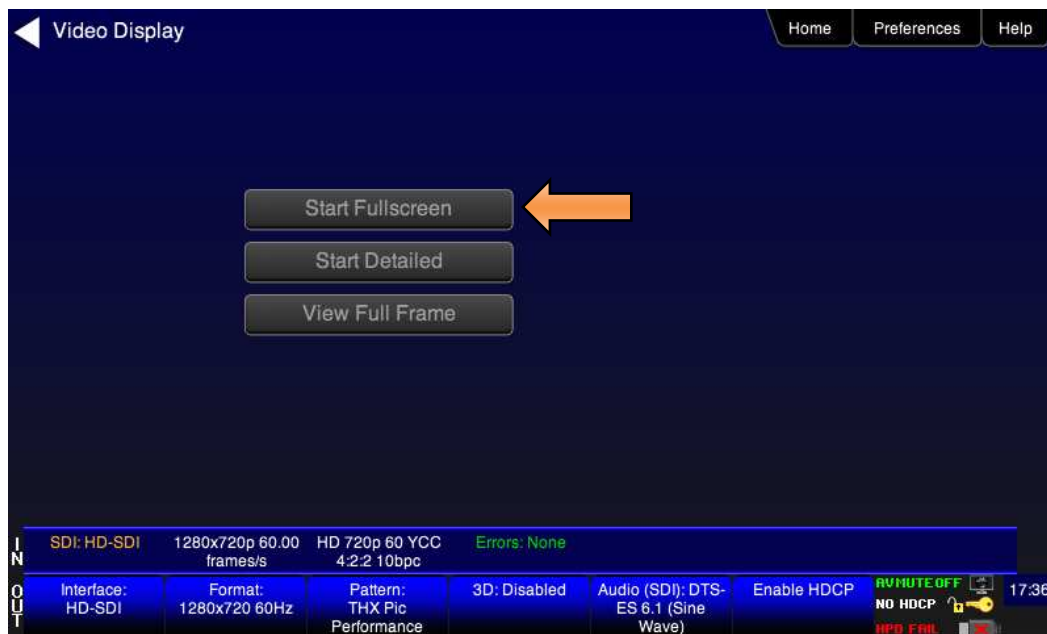 Video Display
Home
Preferences
Help
Start Fullscreen
Start Detailed
View Full Frame
IN
SDI: HD-SDI
1280x720p 60.00
frames/s
HD 720p 60 YCC
4:2:2 10bpc
Errors: None
OUT
Interface:
HD-SDI
Format:
1280x720 60Hz
Pattern:
THX Pic
Performance
3D: Disabled
Audio (SDI): DTS-
ES 6.1 (Sine
Wave)
Enable HDCP
AVMUTE OFF
NO HDCP
HPD FAIL
17:36